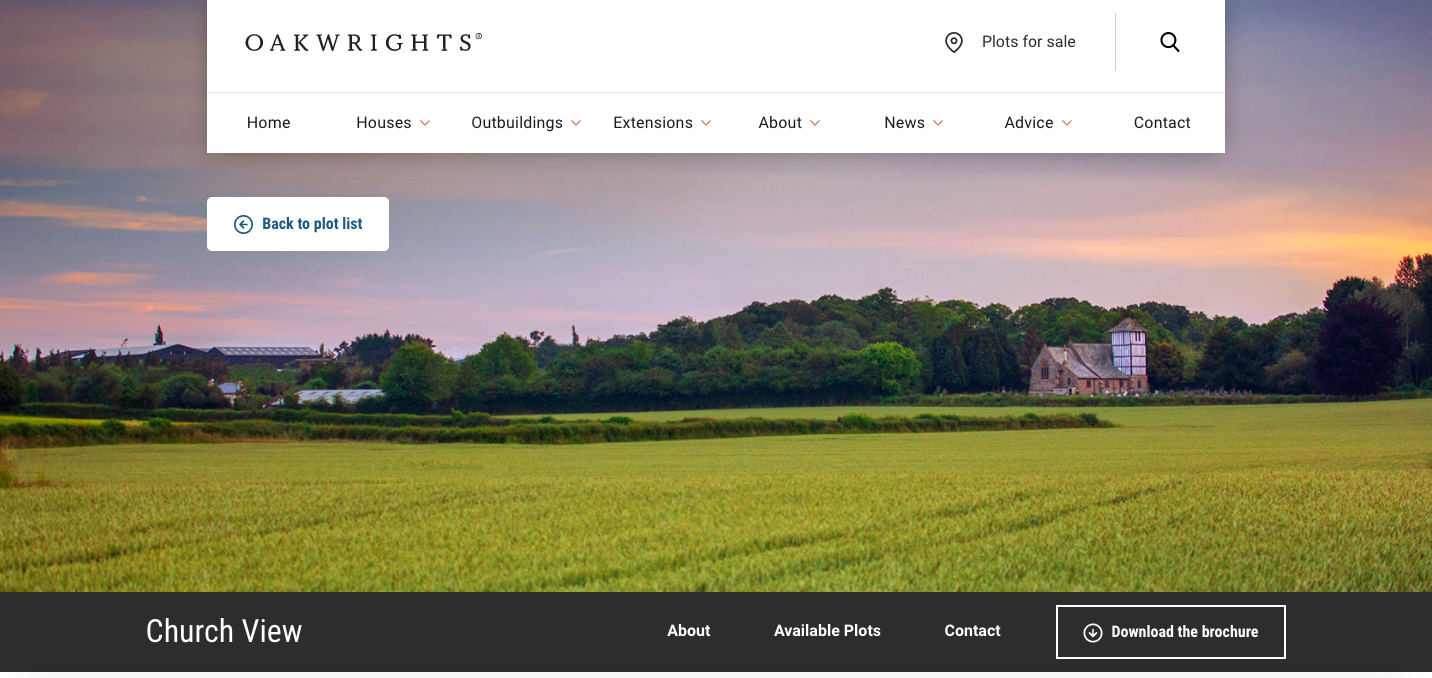 OAKWRIGHTS®
Plots for sale
Home Houses Outbuildings Extensions About News Advice Contact
Back to plot list
Church View About Available Plots Contact Download the brochure